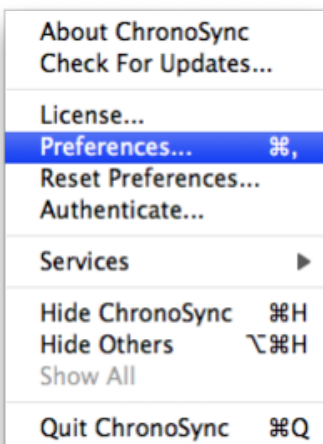 About ChronoSync
Check For Updates...
License...
Preferences... ⌘,
Reset Preferences...
Authenticate...
Services
Hide ChronoSync ⌘H
Hide Others ⌥⌘H
Show All
Quit ChronoSync ⌘Q